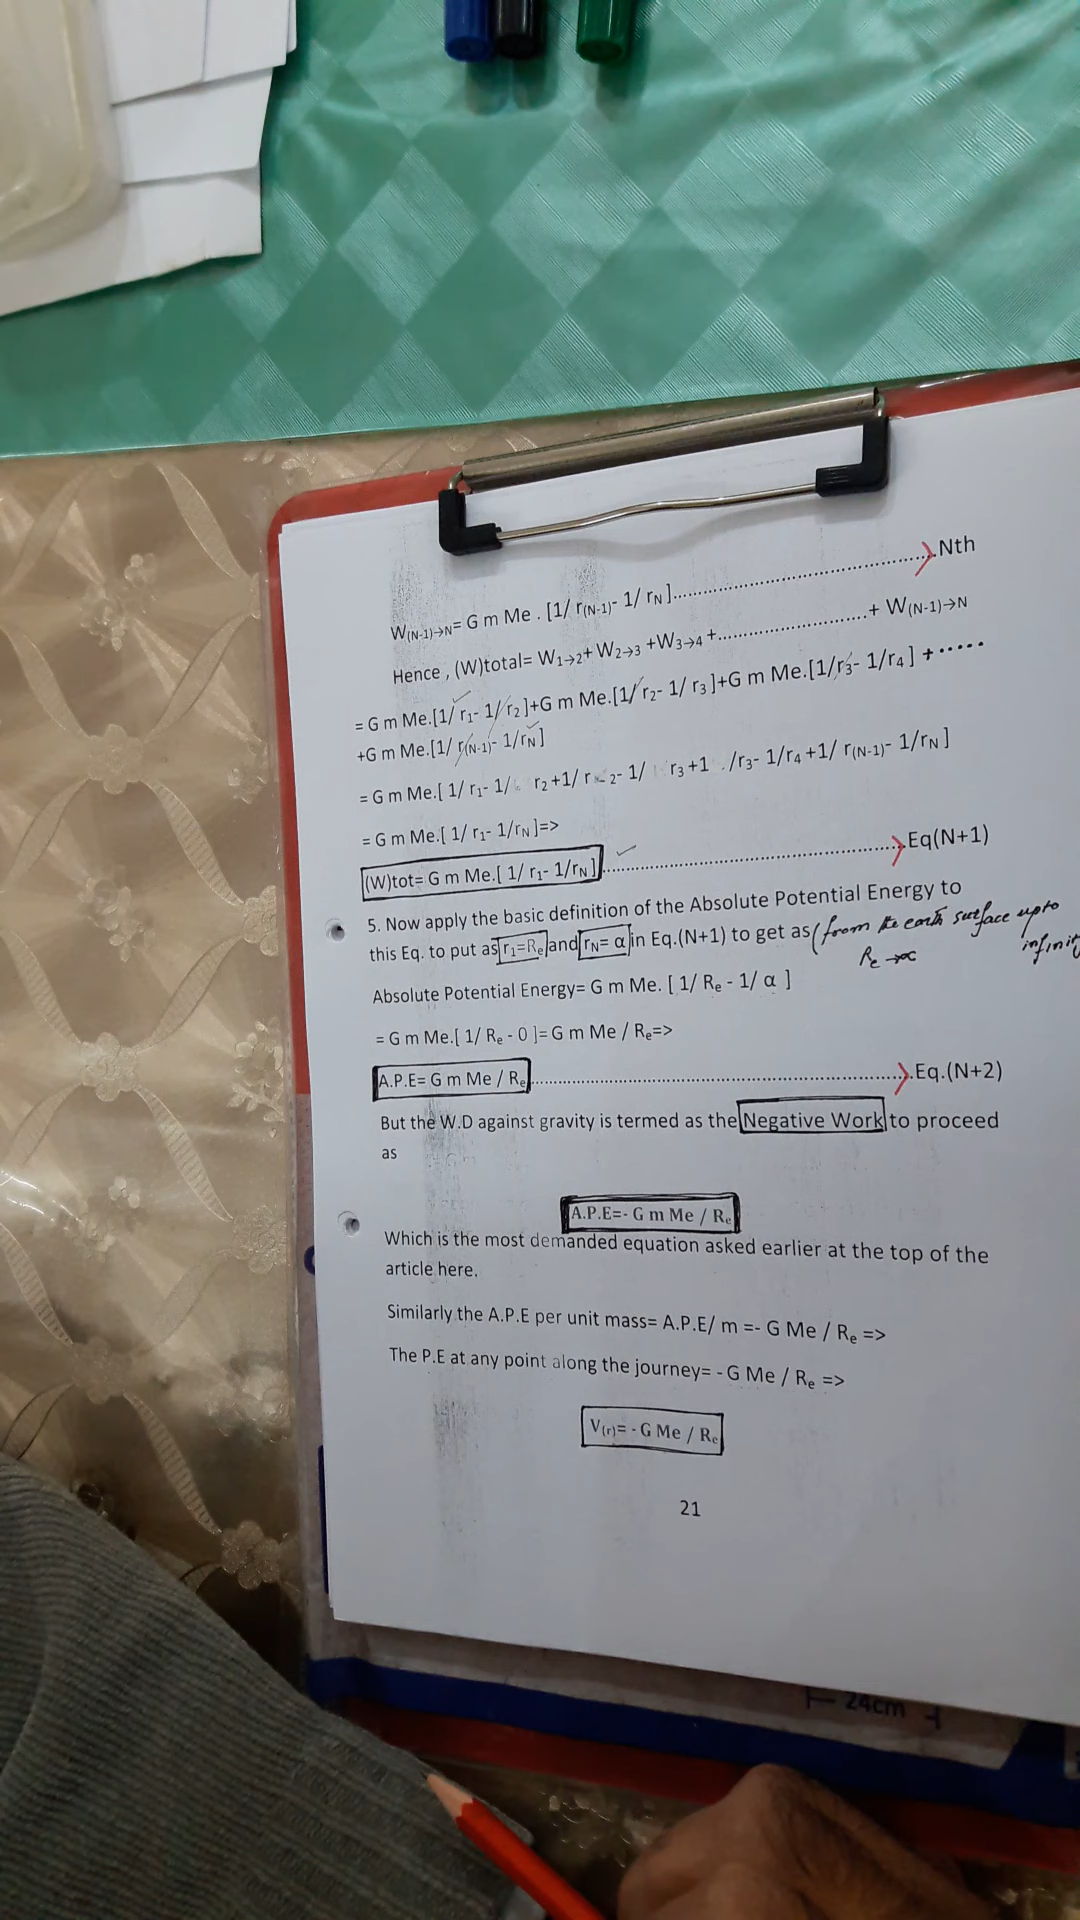 W(N-1)→N= G m Me . [1/ r(N-1)- 1/ rN ]..........................................Nth
Hence , (W)total= W1→2+ W2→3 +W3→4 +........................+ W(N-1)→N
= G m Me.[1/ r1- 1/ r2 ]+G m Me.[1/ r2- 1/ r3 ]+G m Me.[1/r3- 1/r4 ] +.....
+G m Me.[1/ r(N-1)- 1/rN ]
= G m Me.[ 1/ r1- 1/ r2 +1/ r 2- 1/ r3 +1 /r3- 1/r4 +1/ r(N-1)- 1/rN ]
= G m Me.[ 1/ r1- 1/rN ]=>
(W)tot= G m Me.[ 1/ r1- 1/rN ]..................................................Eq(N+1)
5. Now apply the basic definition of the Absolute Potential Energy to
this Eq. to put as r1=Re and rN= α in Eq.(N+1) to get as (from the earth surface upto
infinity
Re →∝
Absolute Potential Energy= G m Me. [ 1/ Re - 1/ α ]
= G m Me.[ 1/ Re - 0 ]= G m Me / Re=>
A.P.E= G m Me / Re..............................................................Eq.(N+2)
But the W.D against gravity is termed as the Negative Work to proceed
as
A.P.E=- G m Me / Re
Which is the most demanded equation asked earlier at the top of the
article here.
Similarly the A.P.E per unit mass= A.P.E/ m =- G Me / Re =>
The P.E at any point along the journey= - G Me / Re =>
V(r)= - G Me / Re
21
24cm